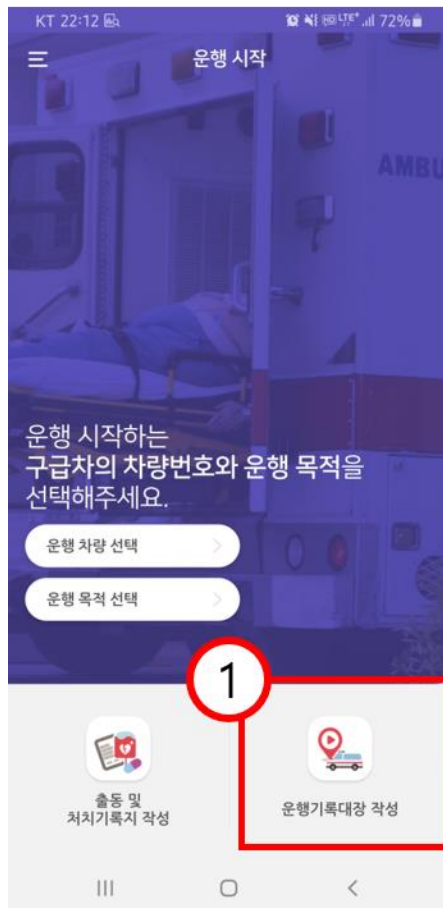 KT 22:12 LTE+ 72%
운행 시작
AMBU
운행 시작하는
구급차의 차량번호와 운행 목적을
선택해주세요.
운행 차량 선택
운행 목적 선택
1
출동 및
처치기록지 작성
운행기록대장 작성